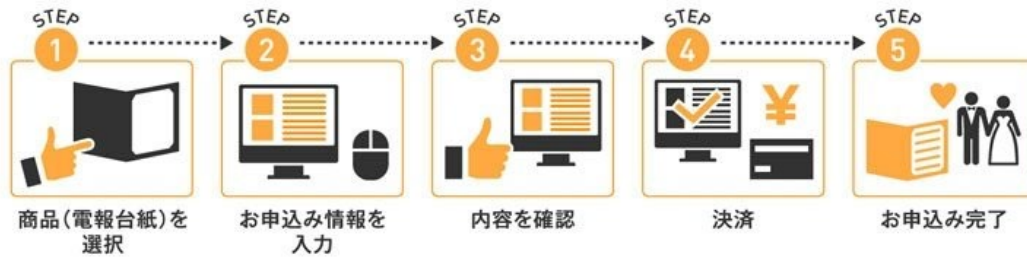 STEP
1
STEP
2
STEP
3
STEP
4
STEP
5
¥
商品(電報台紙)を
選択
お申込み情報を
入力
内容を確認
決済
お申込み完了